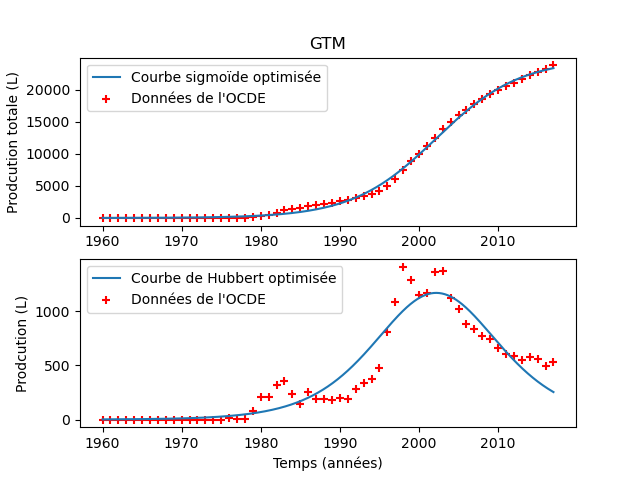 GTM
Prodcution totale (L)
20000
15000
10000
5000
0
Courbe sigmoïde optimisée
Données de l'OCDE
1960 1970 1980 1990 2000 2010
Prodcution (L)
1000
500
0
Courbe de Hubbert optimisée
Données de l'OCDE
1960 1970 1980 1990 2000 2010
Temps (années)